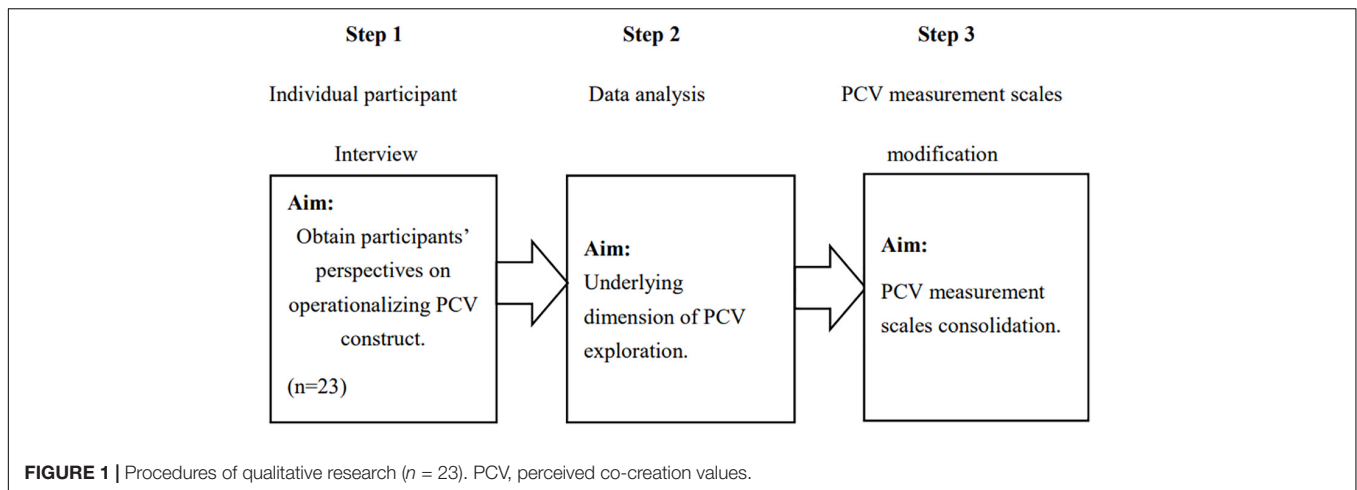 Step 1
Step 2
Step 3
Individual participant
Data analysis
PCV measurement scales
Interview
modification
Aim:
Obtain participants’
perspectives on
operationalizing PCV
construct.
(n=23)
Aim:
Underlying
dimension of PCV
exploration.
Aim:
PCV measurement
scales consolidation.
FIGURE 1 | Procedures of qualitative research (n = 23). PCV, perceived co-creation values.